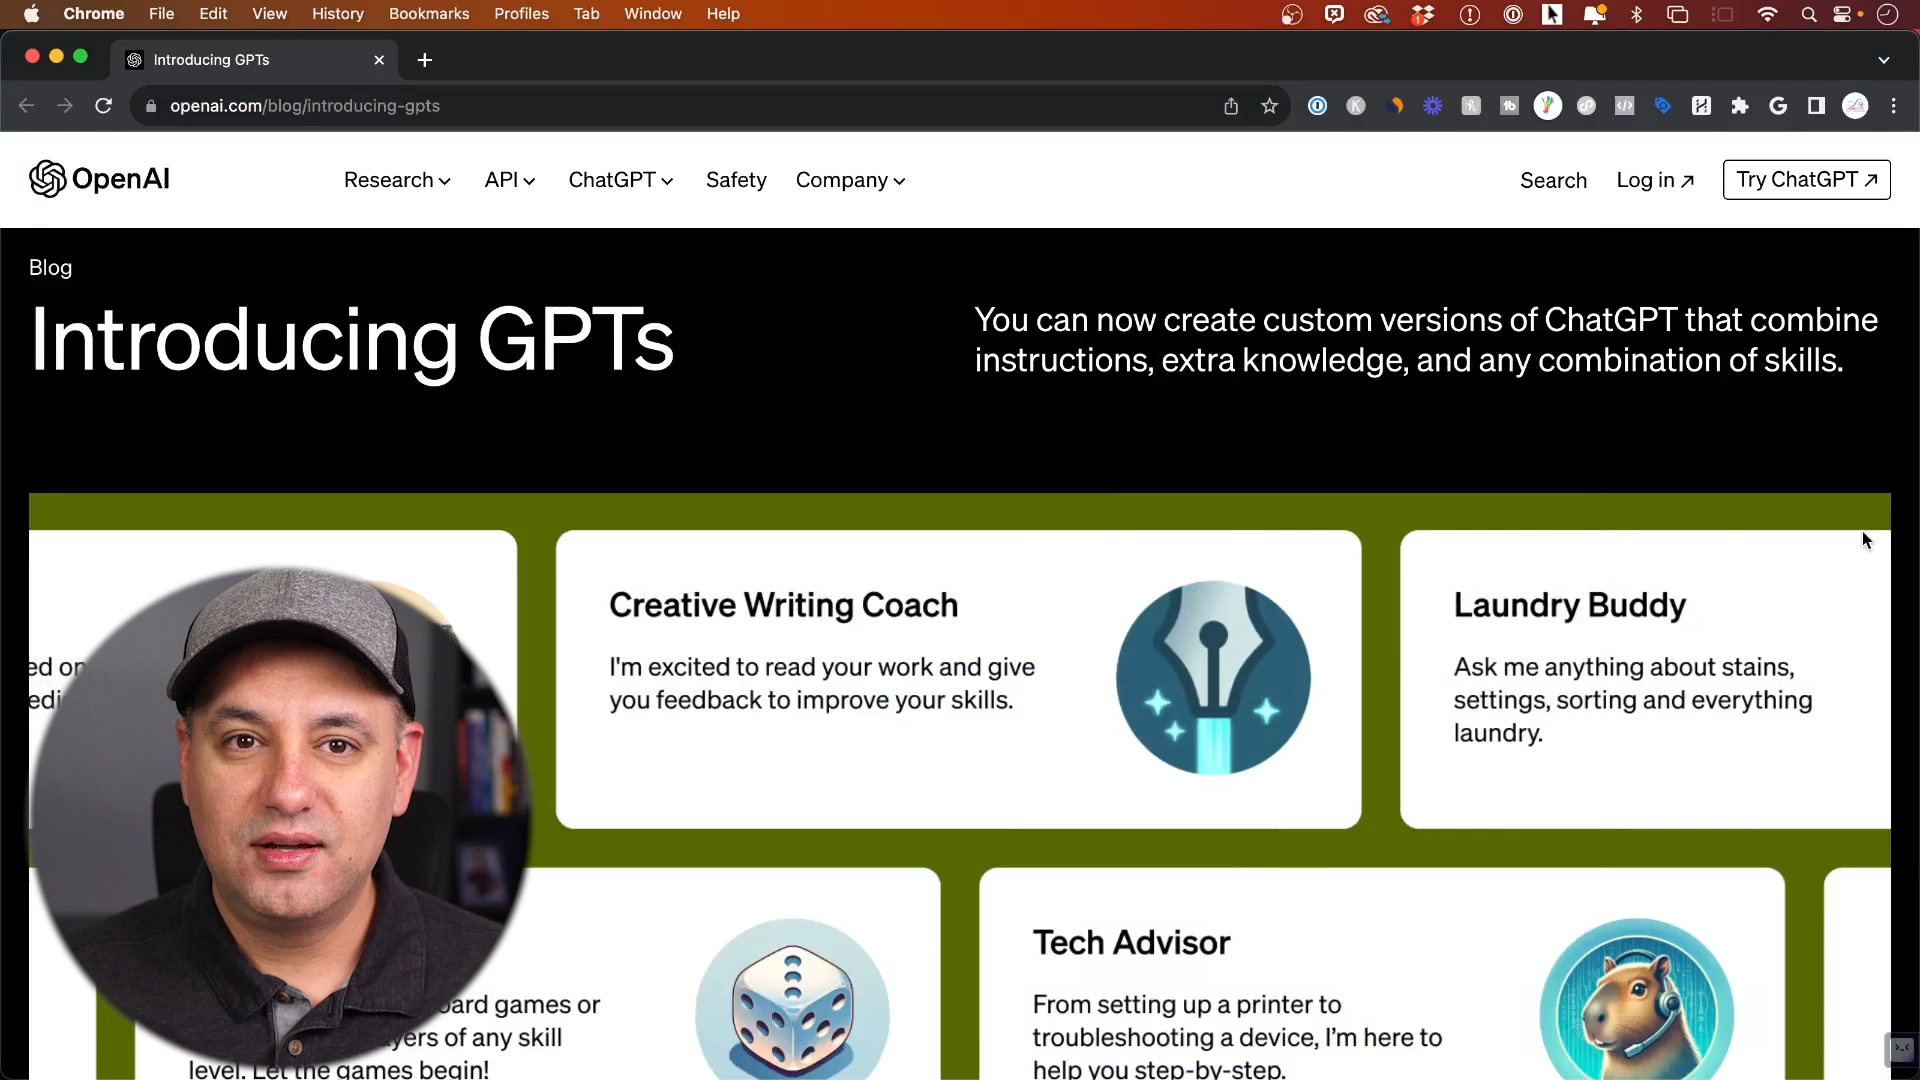 Chrome File Edit View History Bookmarks Profiles Tab Window Help
Introducing GPTs
openai.com/blog/introducing-gpts
OpenAI
Research API ChatGPT Safety Company
Search Log in ↗ Try ChatGPT ↗
Blog
Introducing GPTs
You can now create custom versions of ChatGPT that combine
instructions, extra knowledge, and any combination of skills.
Creative Writing Coach
I'm excited to read your work and give
you feedback to improve your skills.
Laundry Buddy
Ask me anything about stains,
settings, sorting and everything
laundry.
games or
of any skill
level. Let the games begin!
Tech Advisor
From setting up a printer to
troubleshooting a device, I'm here to
help you step-by-step.